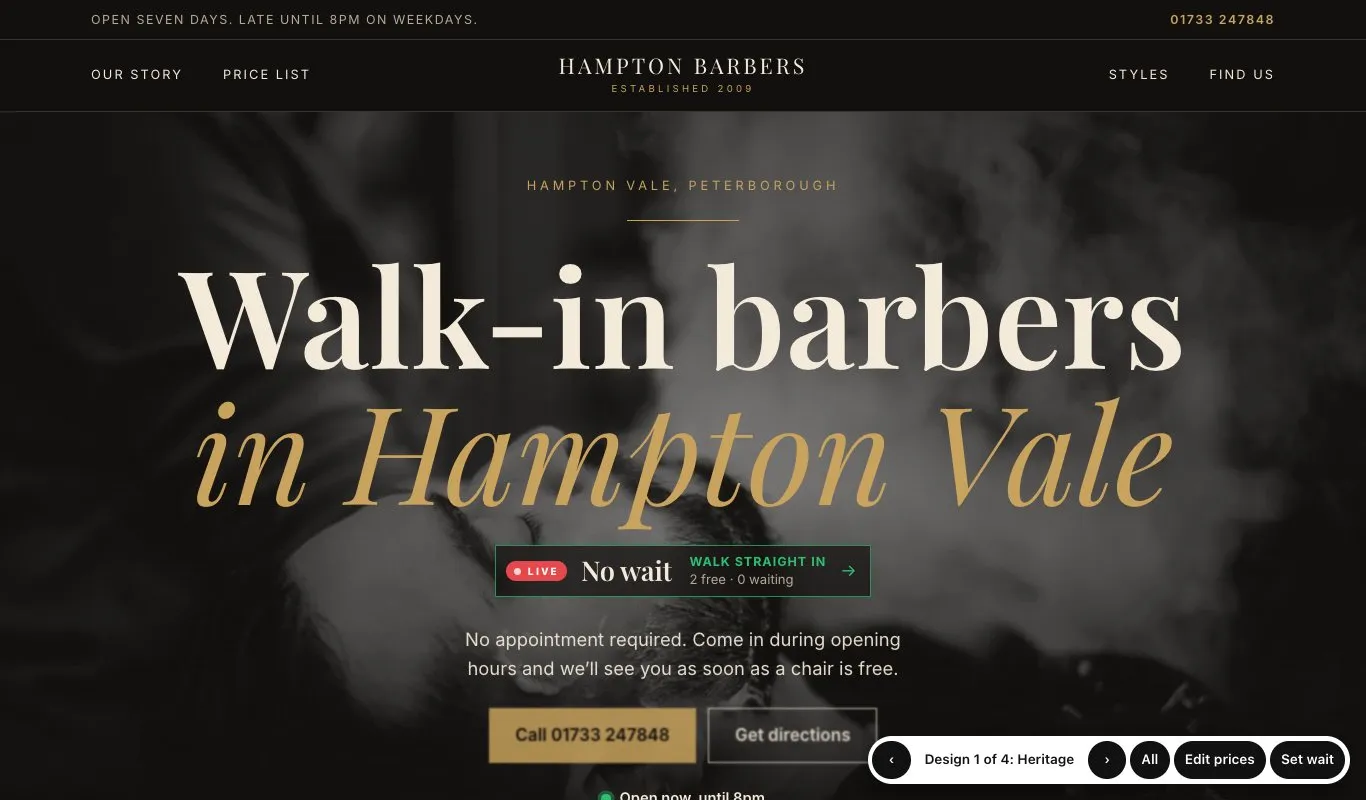 OPEN SEVEN DAYS. LATE UNTIL 8PM ON WEEKDAYS.
01733 247848
OUR STORY
PRICE LIST
HAMPTON BARBERS
ESTABLISHED 2009
STYLES
FIND US
HAMPTON VALE, PETERBOROUGH
Walk-in barbers
in Hampton Vale
LIVE
No wait
WALK STRAIGHT IN
2 free · 0 waiting
→
No appointment required. Come in during opening
hours and we’ll see you as soon as a chair is free.
Call 01733 247848
Get directions
Open now, until 8pm
‹
Design 1 of 4: Heritage
›
All
Edit prices
Set wait